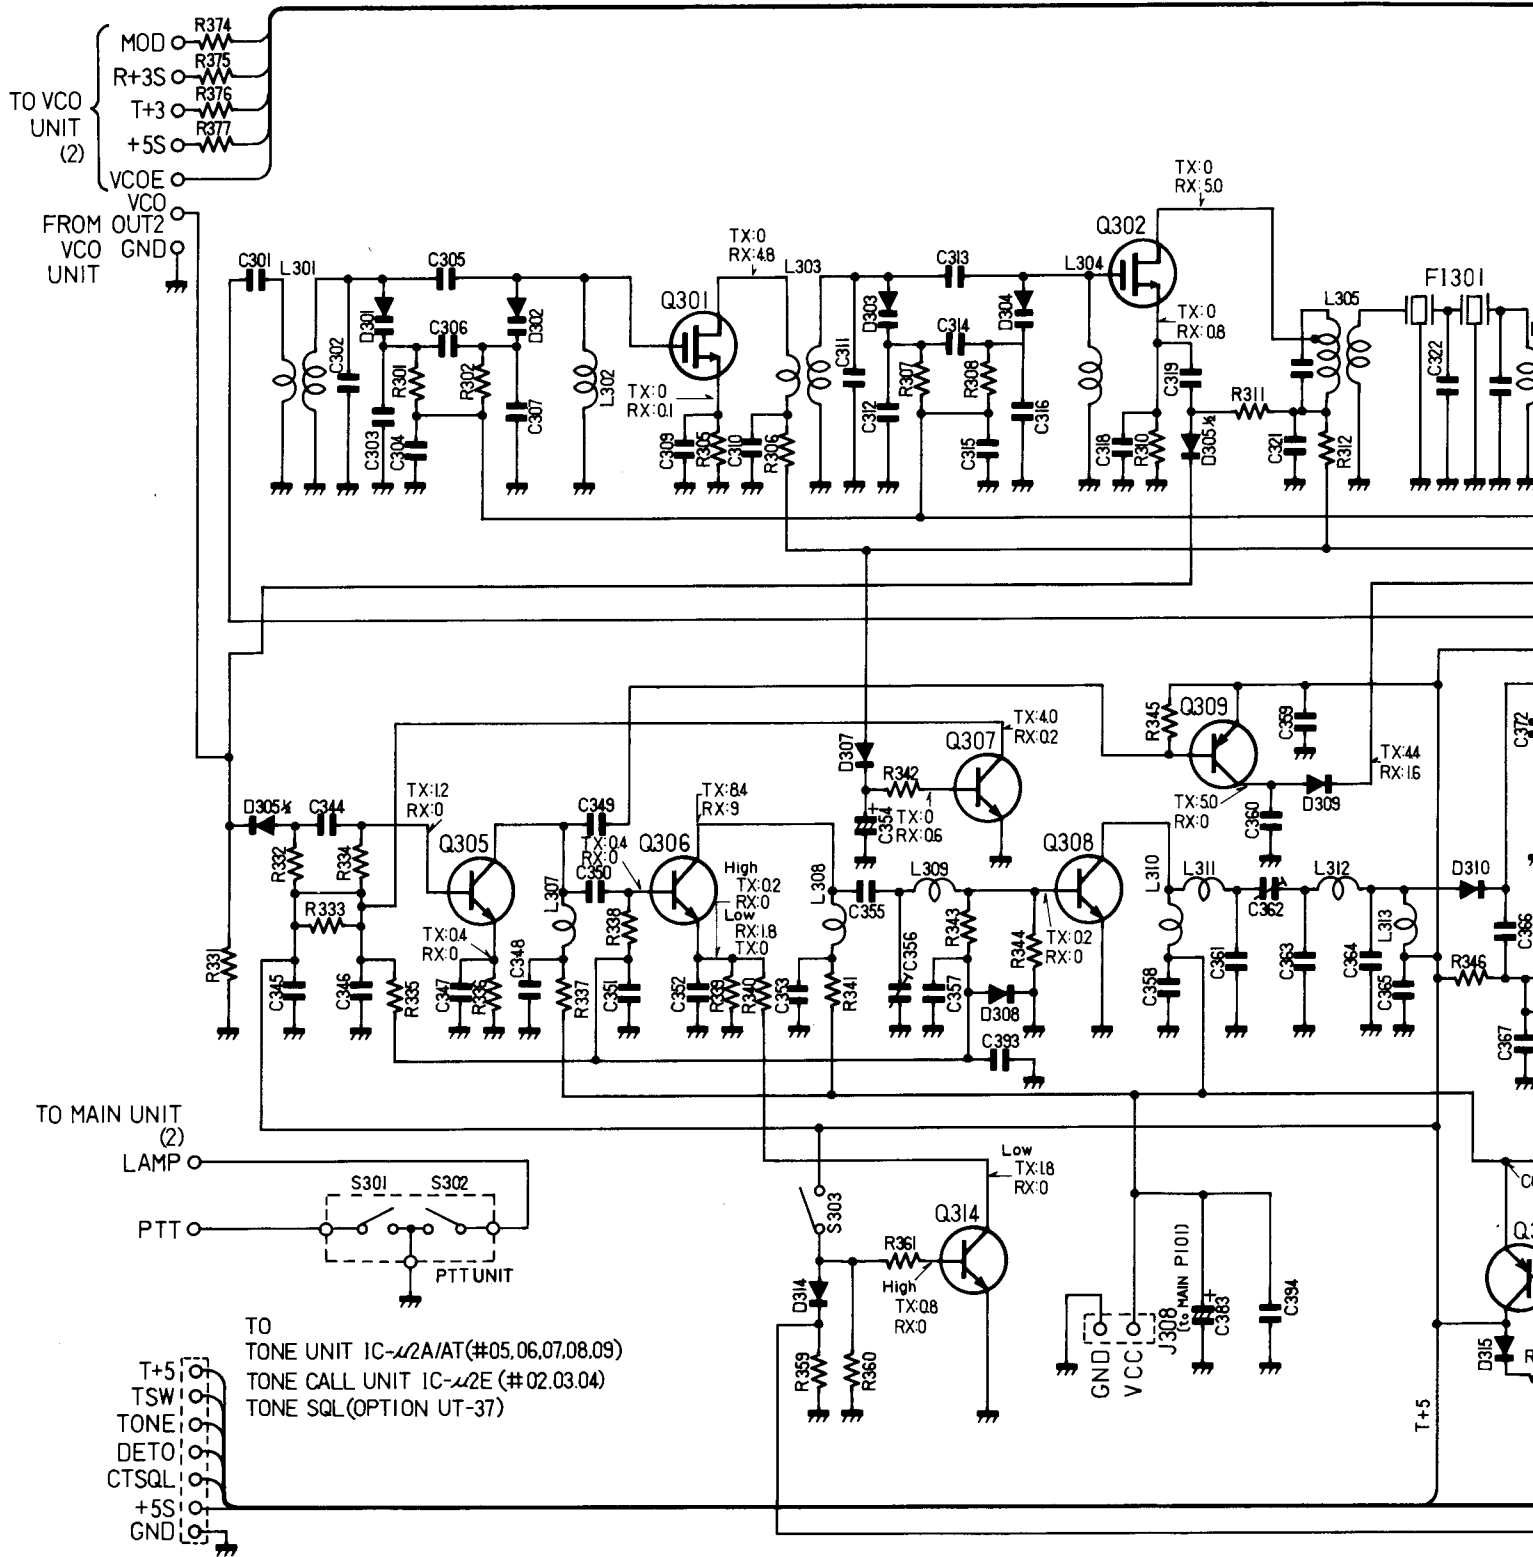 MOD
R374
R+3S
R375
T+3
R376
+5S
R377
VCOE
TO VCO
UNIT
(2)
VCO
FROM OUT2
VCO GND
UNIT
C301
L301
C302
D301
C305
C306
R301
R302
C303
C304
D302
C307
L302
Q301
TX:0
RX:4.8
TX:0
RX:0.1
C309
R305
C310
R306
L303
C311
D303
C312
C313
C314
R307
R308
C315
D304
C316
L304
Q302
TX:0
RX:5.0
TX:0
RX:0.8
C318
R310
C319
D305½
R311
C321
R312
L305
F1301
C322
D305½
C344
R332
R334
R333
R331
C345
C346
R335
TX:1.2
RX:0
Q305
TX:0.4
RX:0
C347
R336
C348
L307
R337
C349
TX:0.4
RX:0
C350
R338
C351
Q306
TX:8.4
RX:9
High
TX:0.2
RX:0
Low
RX:1.8
TX:0
C352
R339
R340
C353
L308
R341
D307
R342
C354
+
TX:0
RX:0.6
Q307
TX:4.0
RX:0.2
C355
L309
C356
C357
R343
R344
D308
C393
TX:0.2
RX:0
Q308
L310
C358
R345
Q309
C359
TX:5.0
RX:0
C360
D309
TX:4.4
RX:1.6
L311
C361
C362
L312
C363
C364
L313
C365
D310
R346
C366
C367
C372
TO MAIN UNIT
(2)
LAMP
PTT
S301
S302
PTT UNIT
S303
D314
R359
R360
R361
High
TX:0.8
RX:0
Q314
Low
TX:1.8
RX:0
GND
VCC
J308
(to MAIN P101)
+
C383
C394
D315
T+5
TO
TONE UNIT IC-µ2A/AT(#05,06,07,08,09)
TONE CALL UNIT IC-µ2E (#02.03.04)
TONE SQL(OPTION UT-37)
T+5
TSW
TONE
DETO
CTSQL
+5S
GND